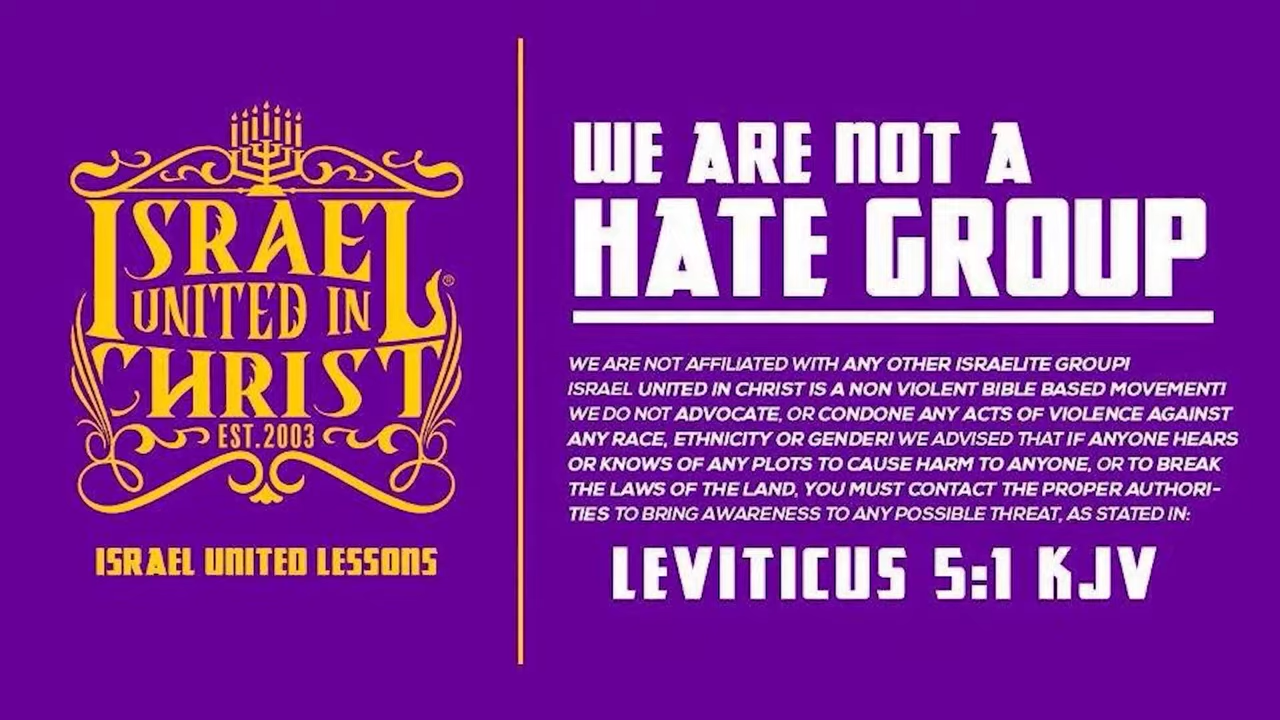 ISRAEL
UNITED IN
CHRIST
®
EST.2003
ISRAEL UNITED LESSONS
WE ARE NOT A
HATE GROUP
WE ARE NOT AFFILIATED WITH ANY OTHER ISRAELITE GROUP!
ISRAEL UNITED IN CHRIST IS A NON VIOLENT BIBLE BASED MOVEMENT!
WE DO NOT ADVOCATE, OR CONDONE ANY ACTS OF VIOLENCE AGAINST
ANY RACE, ETHNICITY OR GENDER! WE ADVISED THAT IF ANYONE HEARS
OR KNOWS OF ANY PLOTS TO CAUSE HARM TO ANYONE, OR TO BREAK
THE LAWS OF THE LAND, YOU MUST CONTACT THE PROPER AUTHORI-
TIES TO BRING AWARENESS TO ANY POSSIBLE THREAT, AS STATED IN:
LEVITICUS 5:1 KJV